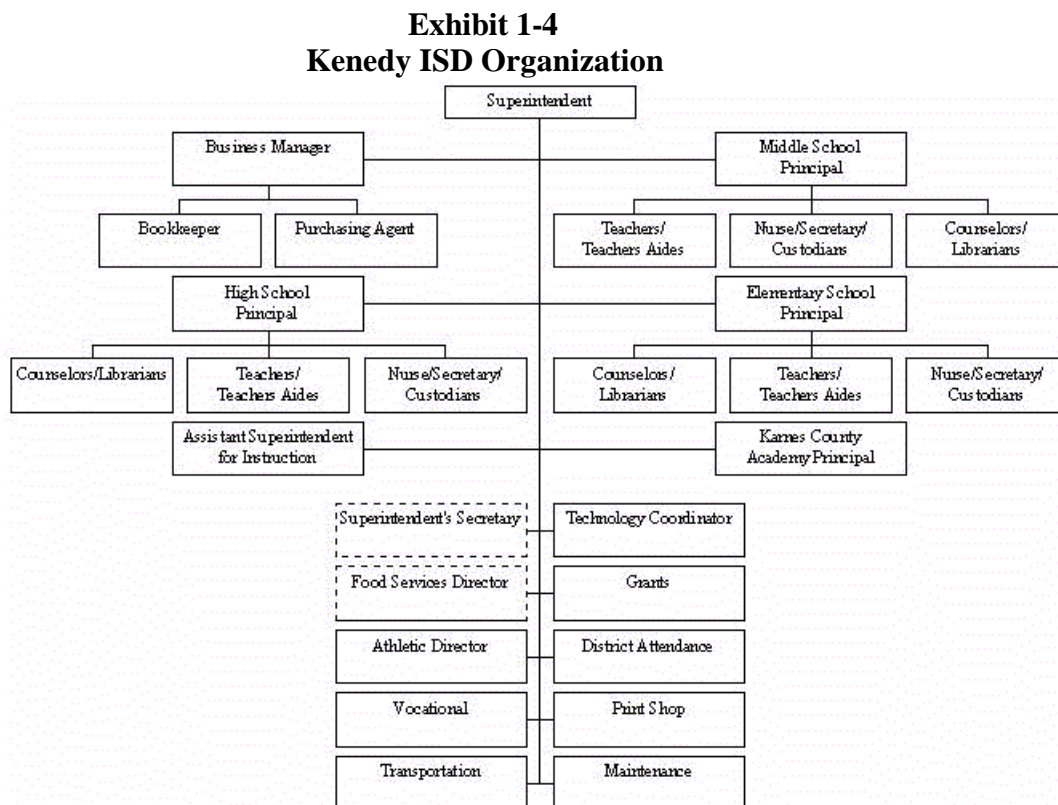 Exhibit 1-4
Kenedy ISD Organization
Superintendent
Business Manager
Middle School
Principal
Bookkeeper
Purchasing Agent
Teachers/
Teachers Aides
Nurse/Secretary/
Custodians
Counselors/
Librarians
High School
Principal
Elementary School
Principal
Counselors/Librarians
Teachers/
Teachers Aides
Nurse/Secretary/
Custodians
Counselors/
Librarians
Teachers/
Teachers Aides
Nurse/Secretary/
Custodians
Assistant Superintendent
for Instruction
Karnes County
Academy Principal
Superintendent's Secretary
Technology Coordinator
Food Services Director
Grants
Athletic Director
District Attendance
Vocational
Print Shop
Transportation
Maintenance